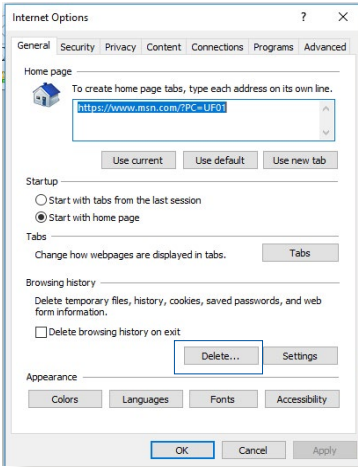 Internet Options ? X
General Security Privacy Content Connections Programs Advanced
Home page
To create home page tabs, type each address on its own line.
https://www.msn.com/?PC=UF01
Use current Use default Use new tab
Startup
Start with tabs from the last session
Start with home page
Tabs
Change how webpages are displayed in tabs. Tabs
Browsing history
Delete temporary files, history, cookies, saved passwords, and web
form information.
Delete browsing history on exit
Delete... Settings
Appearance
Colors Languages Fonts Accessibility
OK Cancel Apply